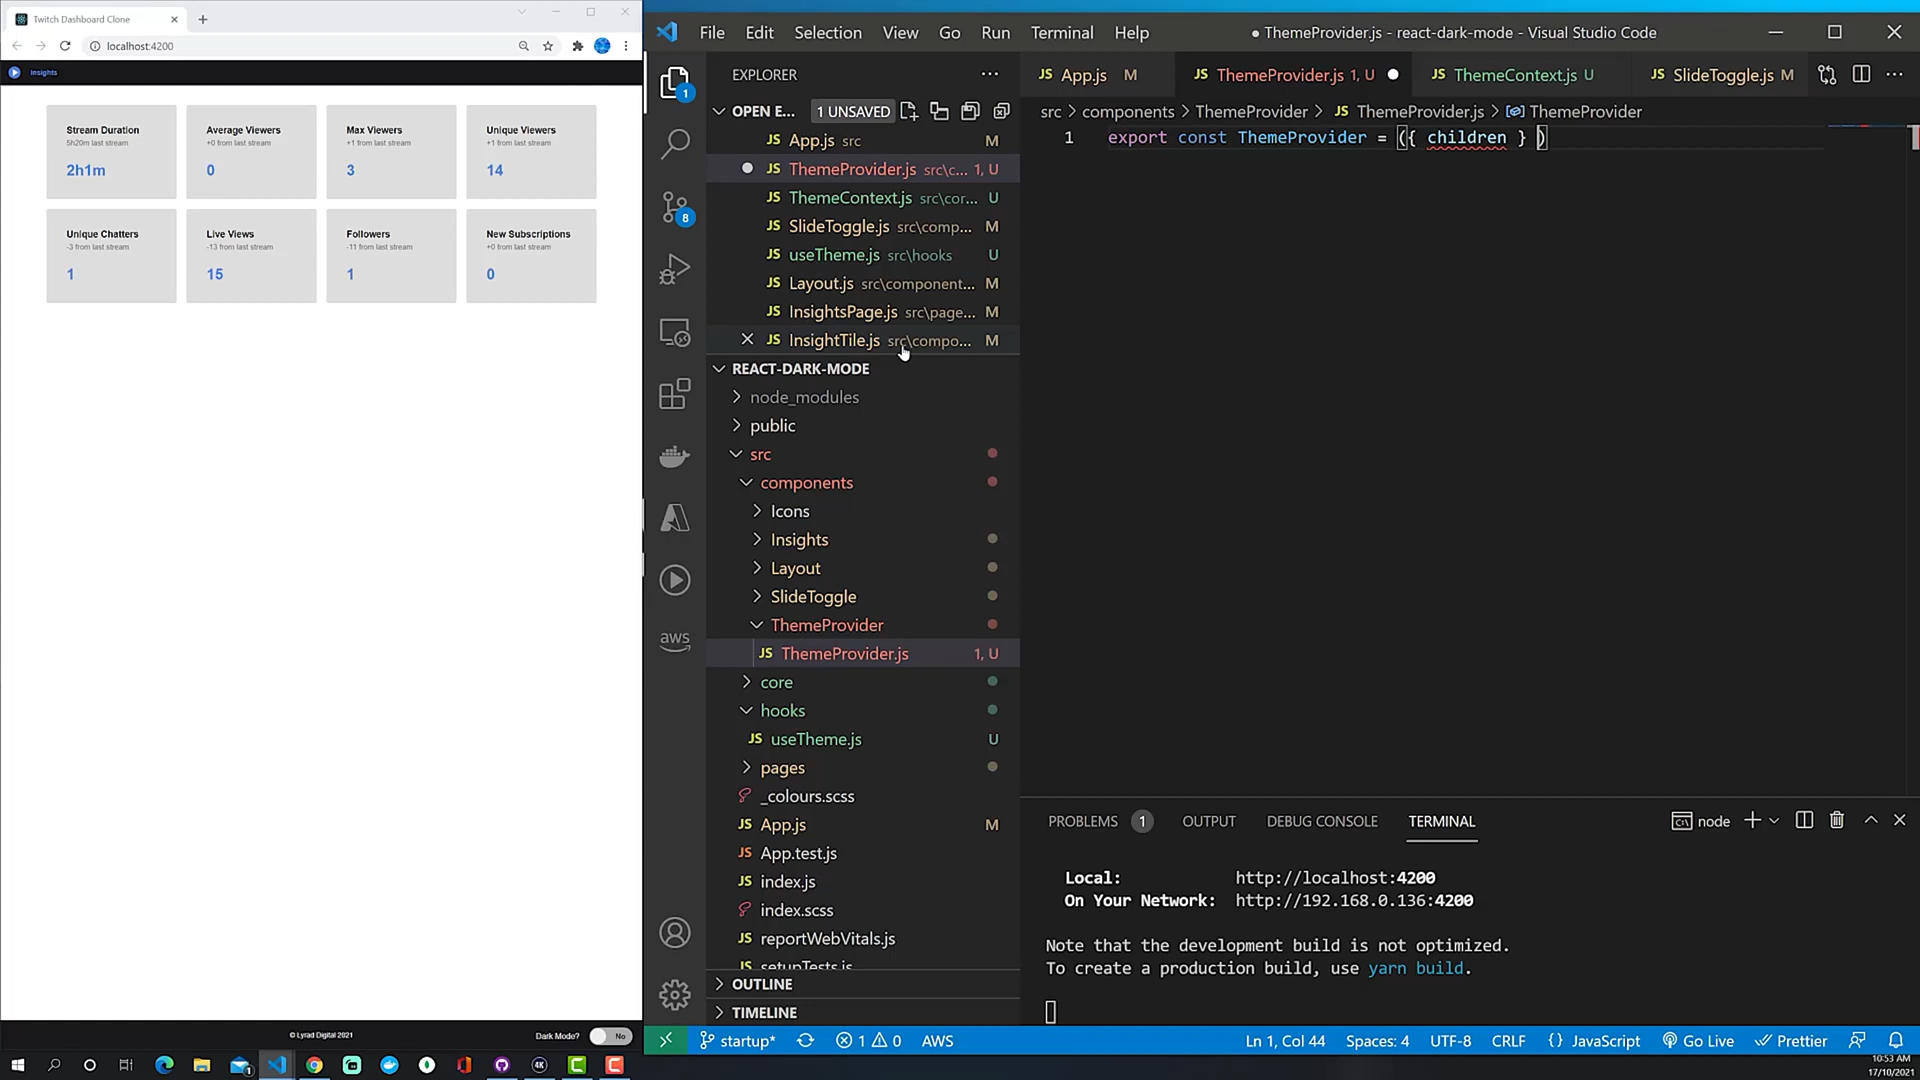 Twitch Dashboard Clone
localhost:4200
Insights
Stream Duration
5h20m from last stream
2h1m
Average Viewers
+0 from last stream
0
Max Viewers
+1 from last stream
3
Unique Viewers
+1 from last stream
14
Unique Chatters
-3 from last stream
1
Live Views
-13 from last stream
15
Followers
-11 from last stream
1
New Subscriptions
+0 from last stream
0
© Lyrad Digital 2021
Dark Mode? No
File Edit Selection View Go Run Terminal Help
● ThemeProvider.js - react-dark-mode - Visual Studio Code
EXPLORER
OPEN E... 1 UNSAVED
JS App.js src M
JS ThemeProvider.js src\c... 1, U
JS ThemeContext.js src\cor... U
JS SlideToggle.js src\comp... M
JS useTheme.js src\hooks U
JS Layout.js src\component... M
JS InsightsPage.js src\page... M
JS InsightTile.js src\compo... M
REACT-DARK-MODE
node_modules
public
src
components
Icons
Insights
Layout
SlideToggle
ThemeProvider
JS ThemeProvider.js 1, U
core
hooks
JS useTheme.js U
pages
_colours.scss
JS App.js M
JS App.test.js
JS index.js
index.scss
JS reportWebVitals.js
JS setupTests.js
OUTLINE
TIMELINE
1
8
aws
JS App.js M
JS ThemeProvider.js 1, U
JS ThemeContext.js U
JS SlideToggle.js M
src > components > ThemeProvider > JS ThemeProvider.js > ThemeProvider
1 export const ThemeProvider = ({ children } )
PROBLEMS 1 OUTPUT DEBUG CONSOLE TERMINAL
node
Local: http://localhost:4200
On Your Network: http://192.168.0.136:4200
Note that the development build is not optimized.
To create a production build, use yarn build.
startup* 1 0 AWS
Ln 1, Col 44 Spaces: 4 UTF-8 CRLF {} JavaScript Go Live Prettier
10:53 AM
17/10/2021